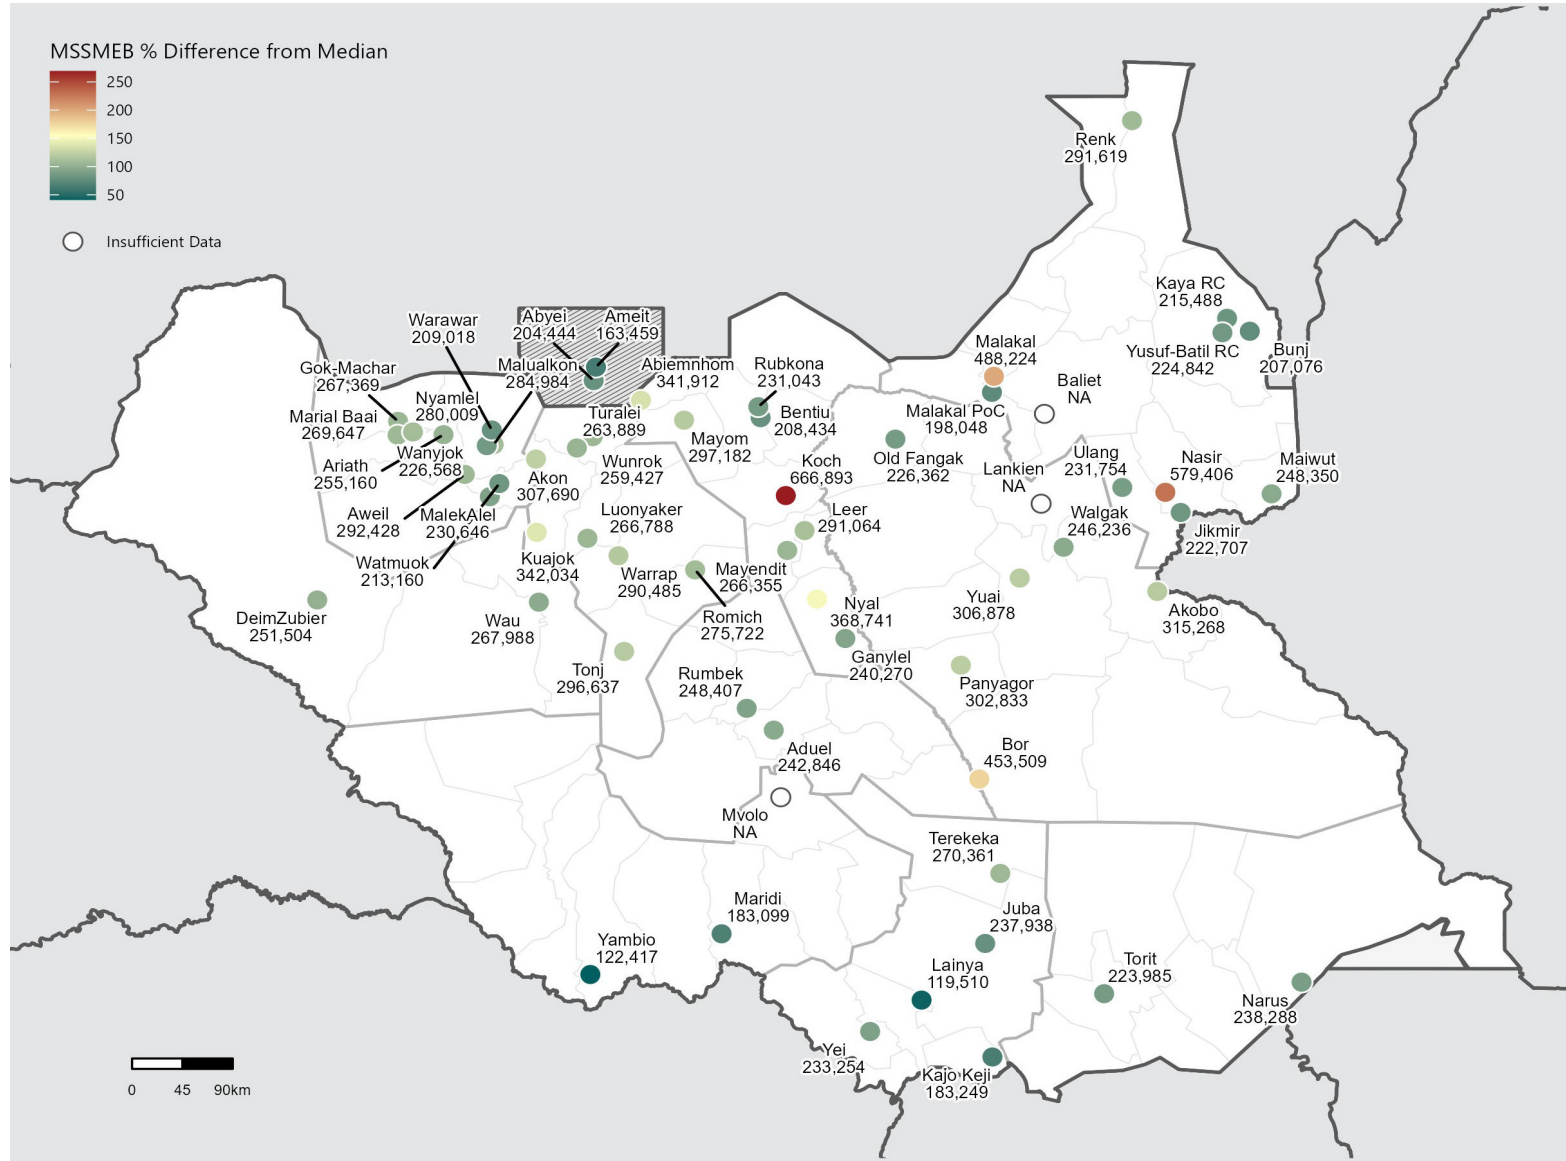 MSSMEB % Difference from Median
250
200
150
100
50
Insufficient Data
Renk
291,619
Kaya RC
215,488
Yusuf-Batil RC
224,842
Bunj
207,076
Warawar
209,018
Abyei
204,444
Ameit
163,459
Gok-Machar
267,369
Malualkon
284,984
Abiemnhom
341,912
Rubkona
231,043
Malakal
488,224
Baliet
NA
Marial Baai
269,647
Nyamlel
280,009
Turalei
263,889
Bentiu
208,434
Malakal PoC
198,048
Mayom
297,182
Ariath
255,160
Wanyjok
226,568
Wunrok
259,427
Koch
666,893
Old Fangak
226,362
Lankien
NA
Ulang
231,754
Nasir
579,406
Maiwut
248,350
Akon
307,690
Aweil
292,428
MalekAlel
230,646
Luonyaker
266,788
Leer
291,064
Walgak
246,236
Jikmir
222,707
Watmuok
213,160
Kuajok
342,034
Warrap
290,485
Mayendit
266,355
Yuai
306,878
Akobo
315,268
DeimZubier
251,504
Wau
267,988
Romich
275,722
Nyal
368,741
Tonj
296,637
Rumbek
248,407
Ganylel
240,270
Panyagor
302,833
Aduel
242,846
Bor
453,509
Mvolo
NA
Terekeka
270,361
Maridi
183,099
Juba
237,938
Yambio
122,417
Lainya
119,510
Torit
223,985
Narus
238,288
Yei
233,254
Kajo Keji
183,249
0 45 90km